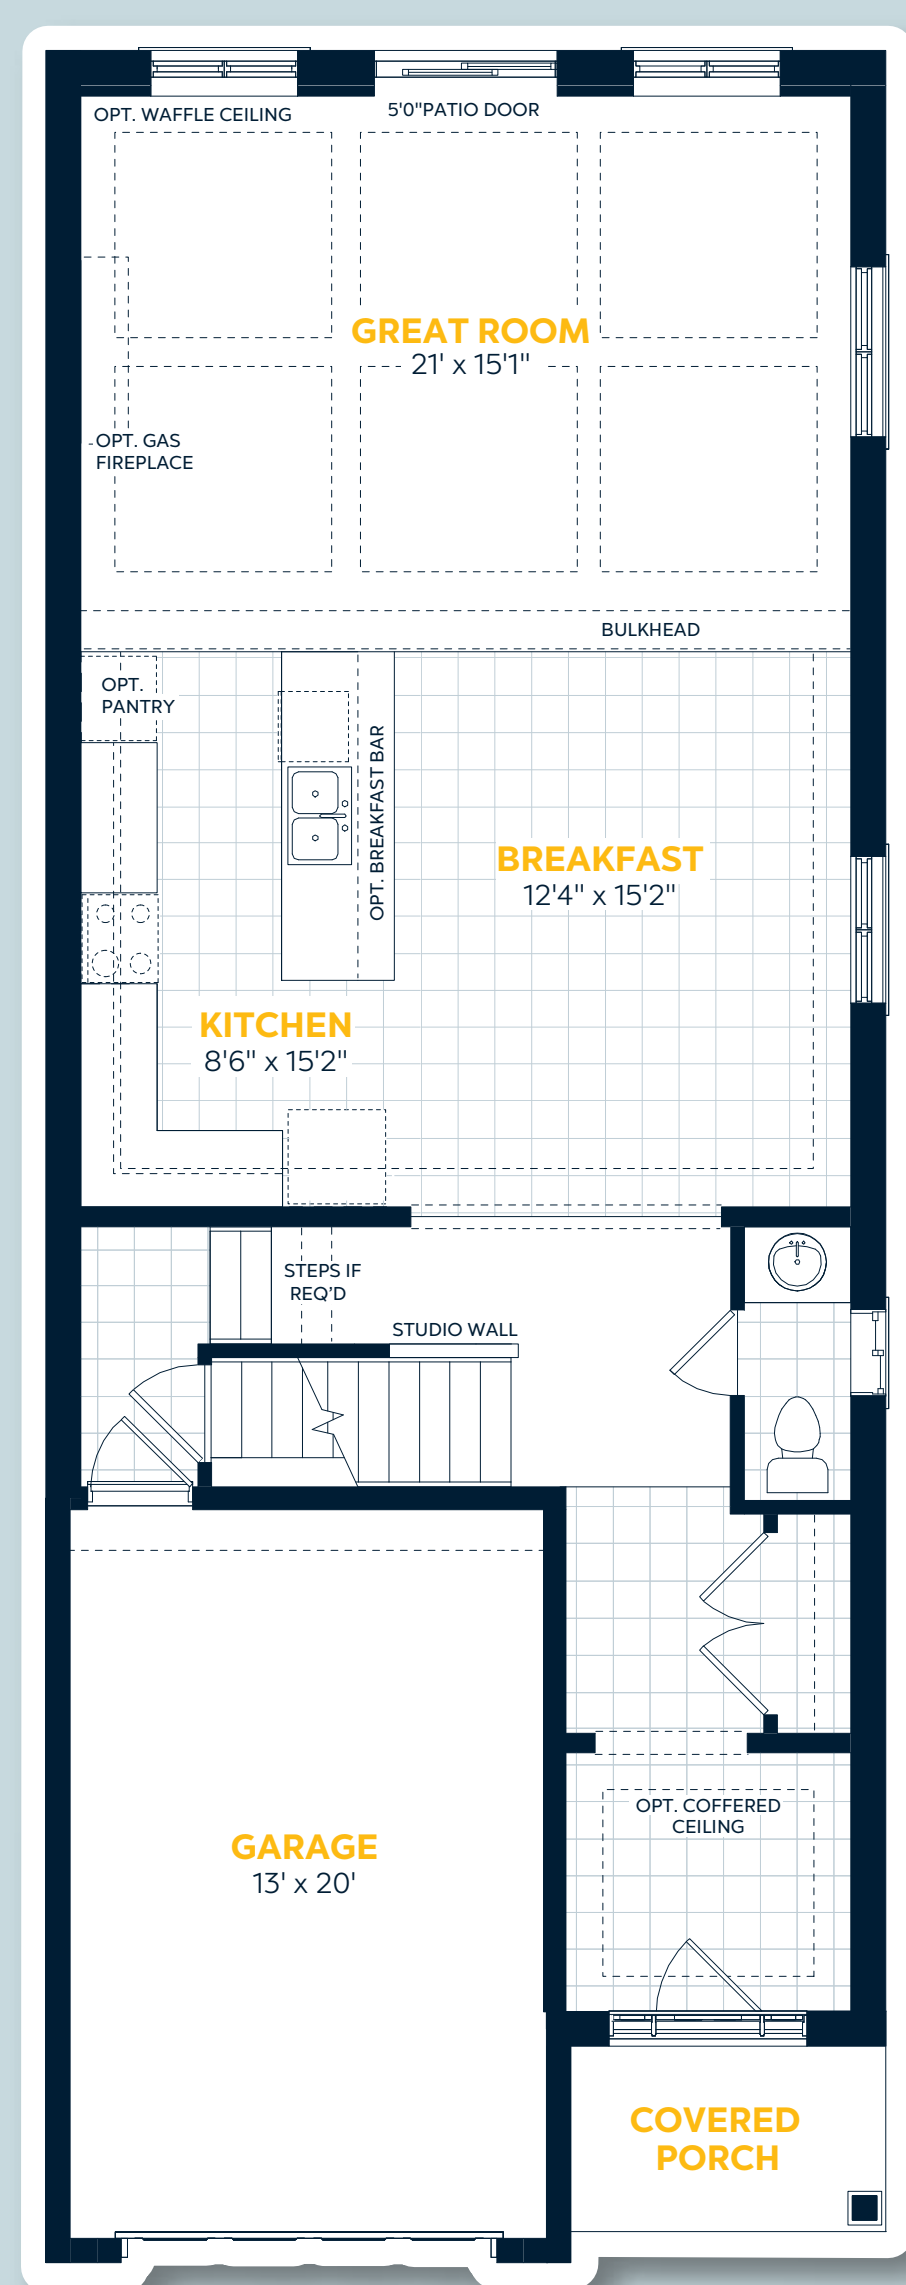 OPT. WAFFLE CEILING
5'0"PATIO DOOR
GREAT ROOM
21' x 15'1"
OPT. GAS
FIREPLACE
BULKHEAD
OPT.
PANTRY
OPT. BREAKFAST BAR
BREAKFAST
12'4" x 15'2"
KITCHEN
8'6" x 15'2"
STEPS IF
REQ'D
STUDIO WALL
OPT. COFFERED
CEILING
GARAGE
13' x 20'
COVERED
PORCH